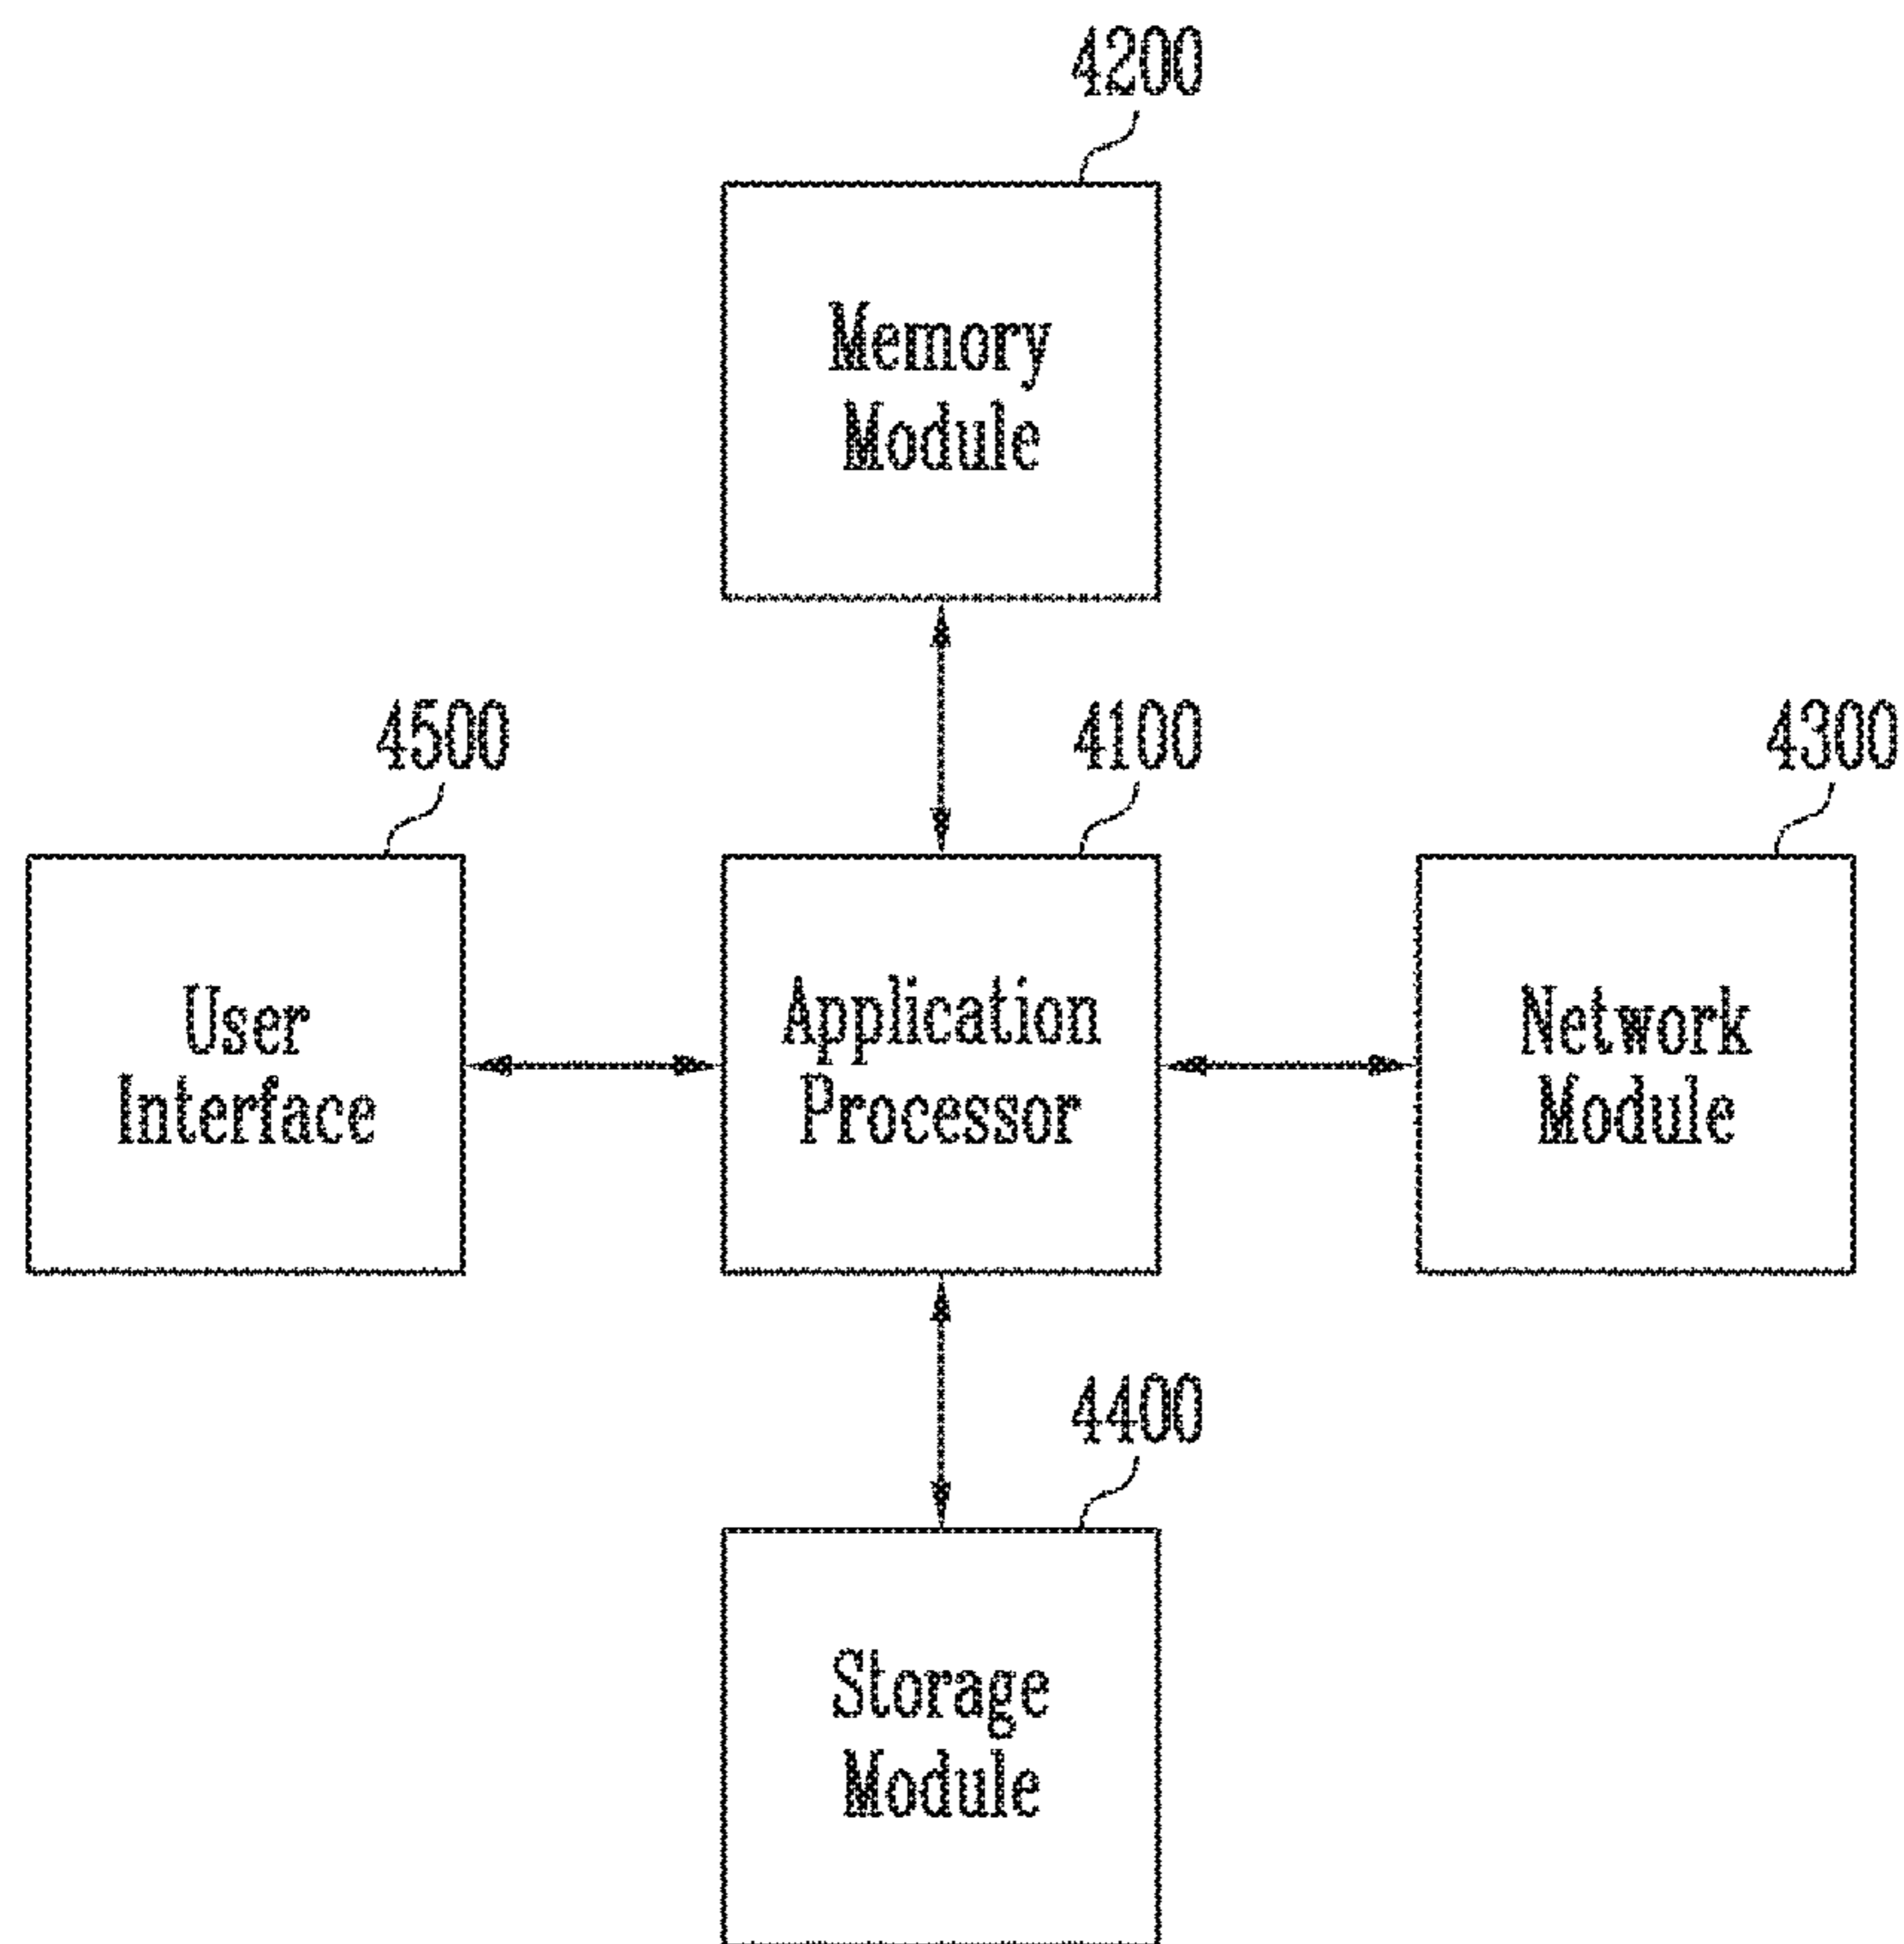 4200
Memory
Module
4500
4100
4300
User
Interface
Application
Processor
Network
Module
4400
Storage
Module